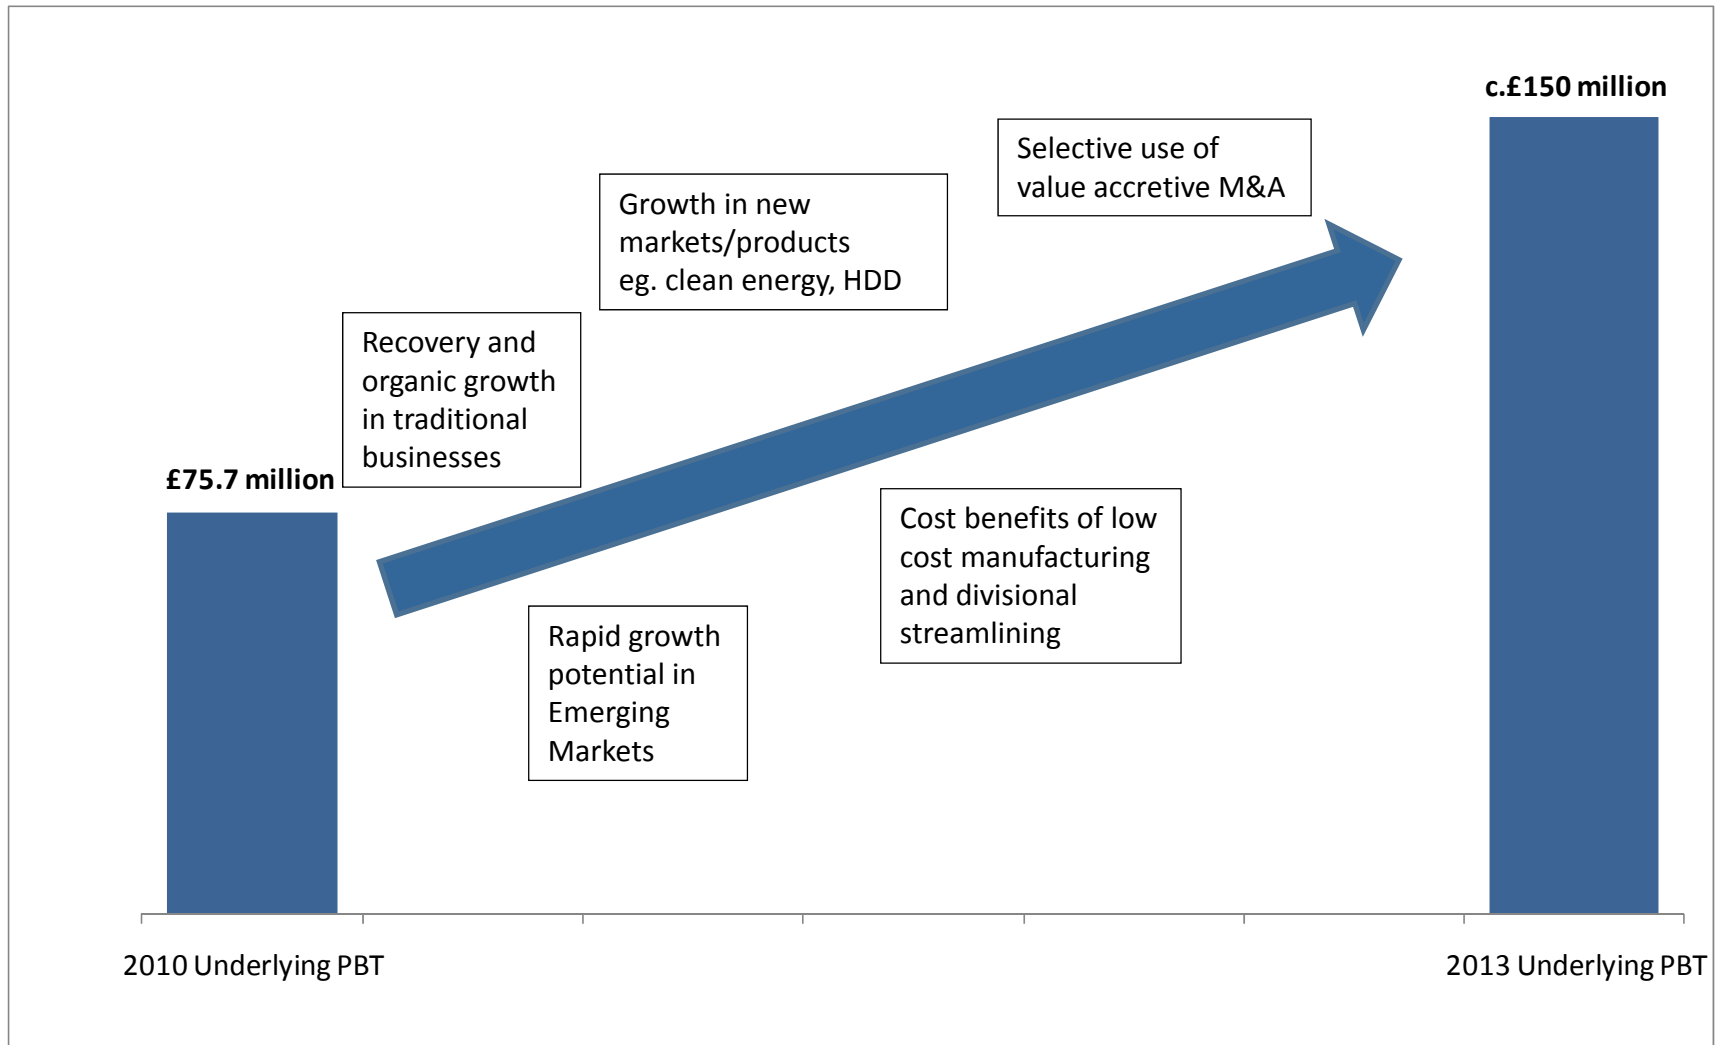 c.£150 million
Selective use of
value accretive M&A
Growth in new
markets/products
eg. clean energy, HDD
Recovery and
organic growth
in traditional
businesses
£75.7 million
Cost benefits of low
cost manufacturing
and divisional
streamlining
Rapid growth
potential in
Emerging
Markets
2010 Underlying PBT
2013 Underlying PBT